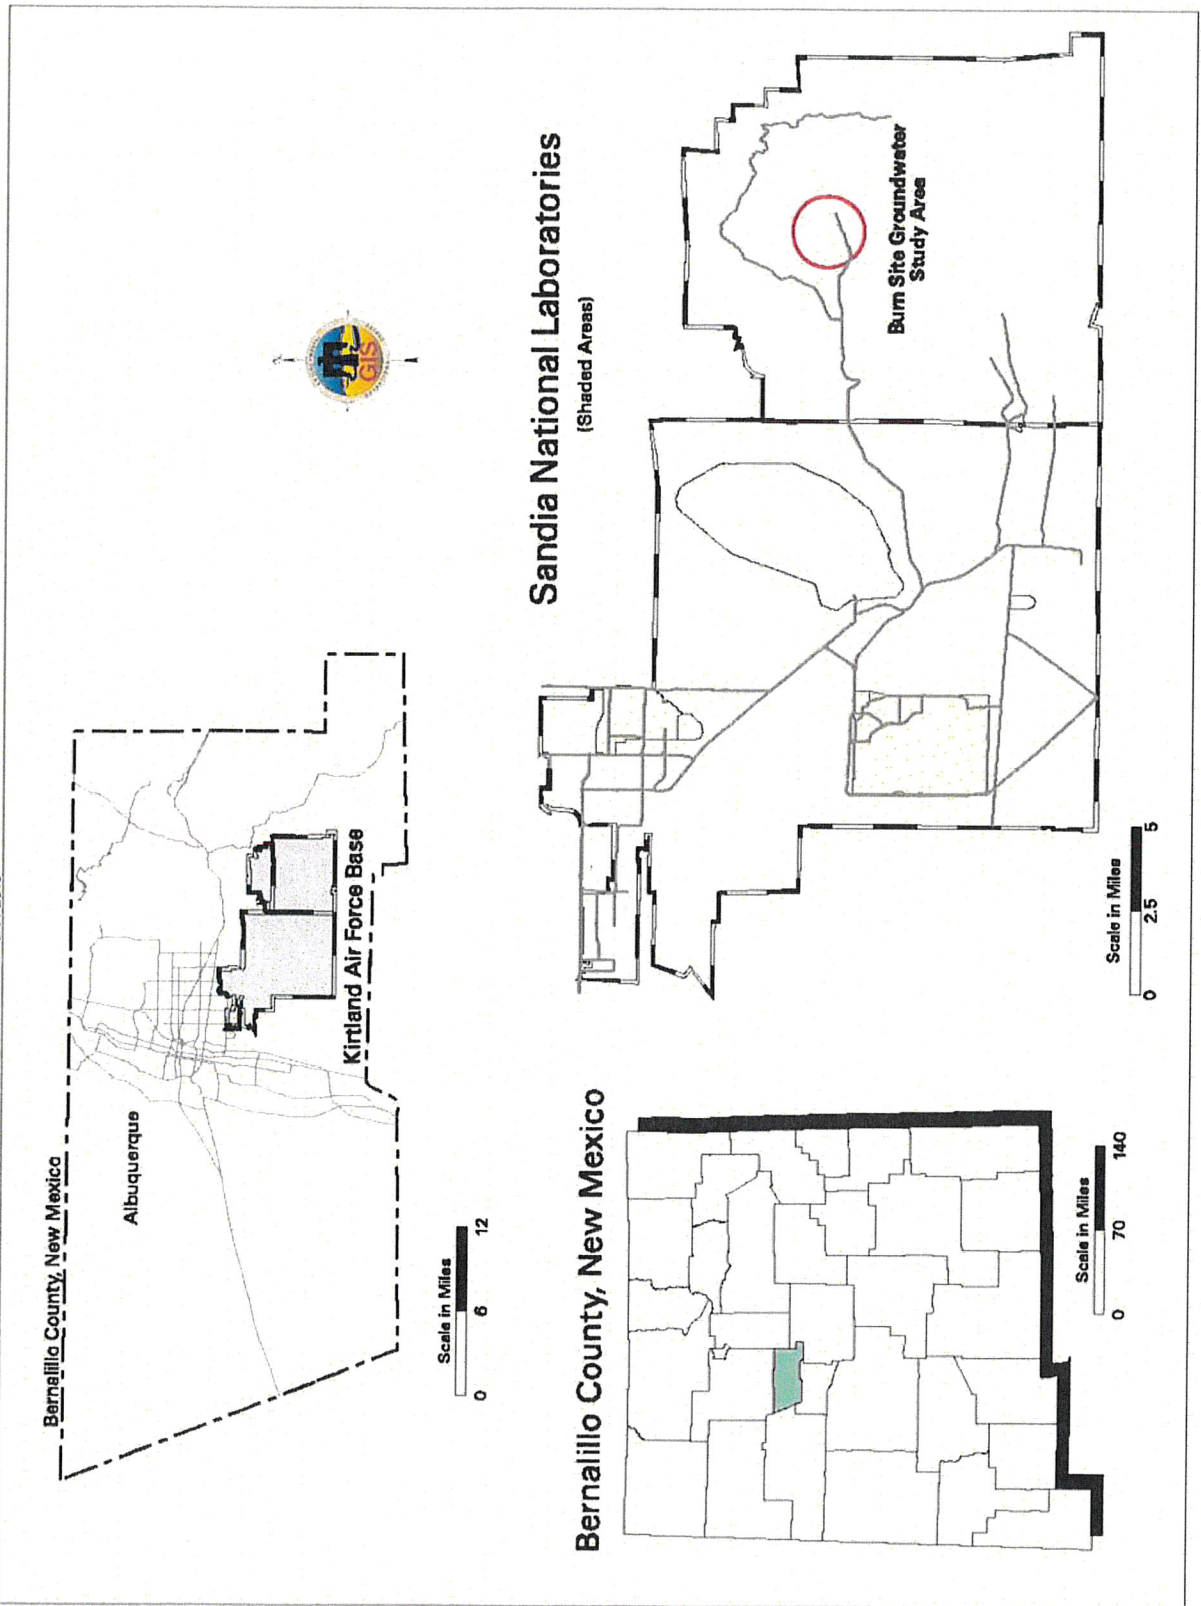 Bernalillo County, New Mexico
Albuquerque
Kirtland Air Force Base
Scale in Miles
0 6 12
GIS
Bernalillo County, New Mexico
Scale in Miles
0 70 140
Sandia National Laboratories
(Shaded Areas)
Burn Site Groundwater
Study Area
Scale in Miles
0 2.5 5